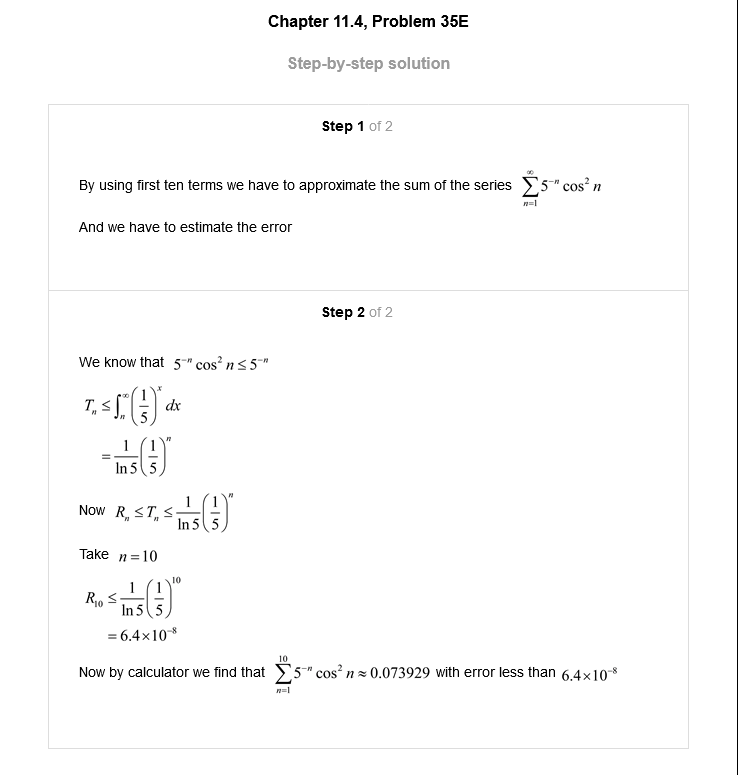 Chapter 11.4, Problem 35E
Step-by-step solution
Step 1 of 2
By using first ten terms we have to approximate the sum of the series $\sum_{n=1}^{\infty} 5^{-n} \cos^2 n$
And we have to estimate the error
Step 2 of 2
We know that $5^{-n} \cos^2 n \le 5^{-n}$
$T_n \le \int_n^{\infty} \left(\frac{1}{5}\right)^x dx$
$= \frac{1}{\ln 5} \left(\frac{1}{5}\right)^n$
Now $R_n \le T_n \le \frac{1}{\ln 5} \left(\frac{1}{5}\right)^n$
Take $n = 10$
$R_{10} \le \frac{1}{\ln 5} \left(\frac{1}{5}\right)^{10}$
$= 6.4 \times 10^{-8}$
Now by calculator we find that $\sum_{n=1}^{10} 5^{-n} \cos^2 n \approx 0.073929$ with error less than $6.4 \times 10^{-8}$